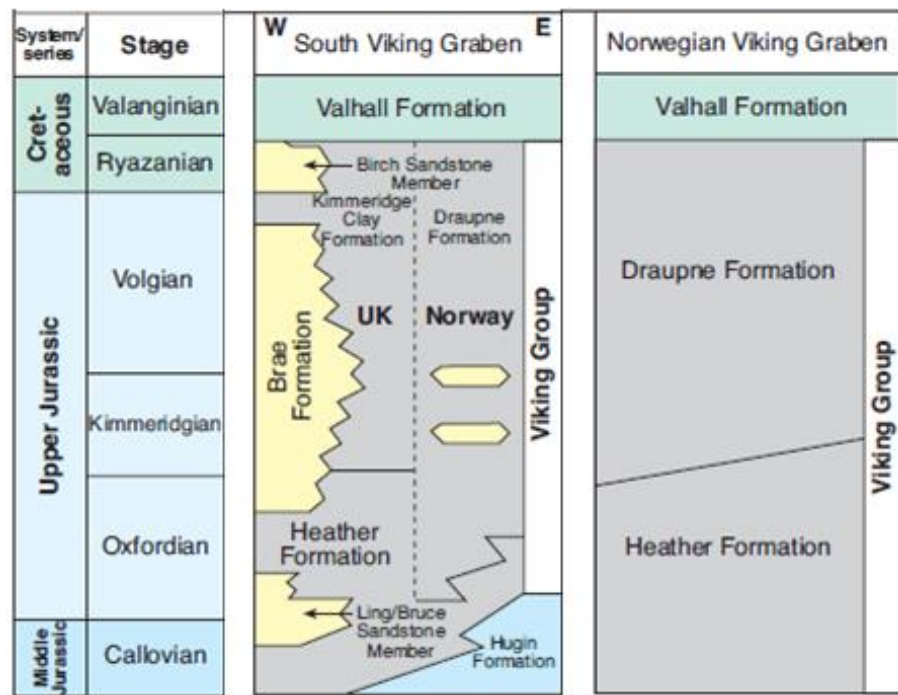 System/
series
Stage
W
South Viking Graben
E
Norwegian Viking Graben
Cret-
aceous
Valanginian
Ryazanian
Upper Jurassic
Volgian
Kimmeridgian
Oxfordian
Middle
Jurassic
Callovian
Valhall Formation
Birch Sandstone
Member
Kimmeridge
Clay
Formation
Draupne
Formation
UK
Norway
Brae
Formation
Viking Group
Heather
Formation
Ling/Bruce
Sandstone
Member
Hugin
Formation
Valhall Formation
Draupne Formation
Heather Formation
Viking Group